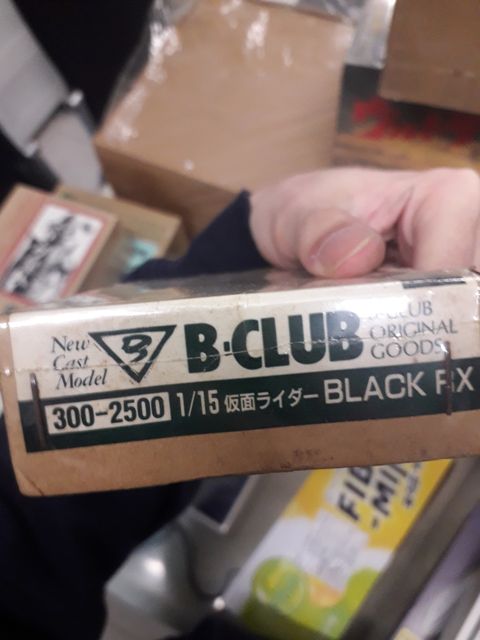 New
Cast
Model
B-CLUB
B-CLUB
ORIGINAL
GOODS
300-2500
1/15 仮面ライダー BLACK RX